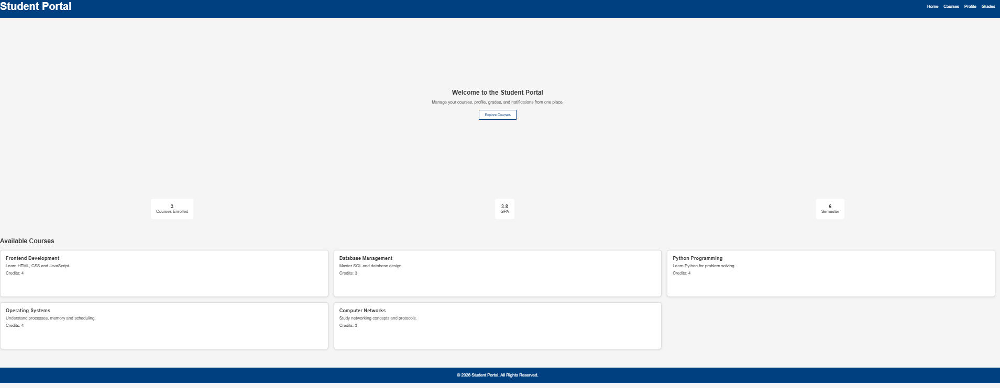 Student Portal
Home Courses Profile Grades
Welcome to the Student Portal
Manage your courses, profile, grades, and notifications from one place.
Explore Courses
3
Courses Enrolled
3.8
GPA
6
Semester
Available Courses
Frontend Development
Learn HTML, CSS and JavaScript.
Credits: 4
Database Management
Master SQL and database design.
Credits: 3
Python Programming
Learn Python for problem solving.
Credits: 4
Operating Systems
Understand processes, memory and scheduling.
Credits: 4
Computer Networks
Study networking concepts and protocols.
Credits: 3
© 2026 Student Portal. All Rights Reserved.